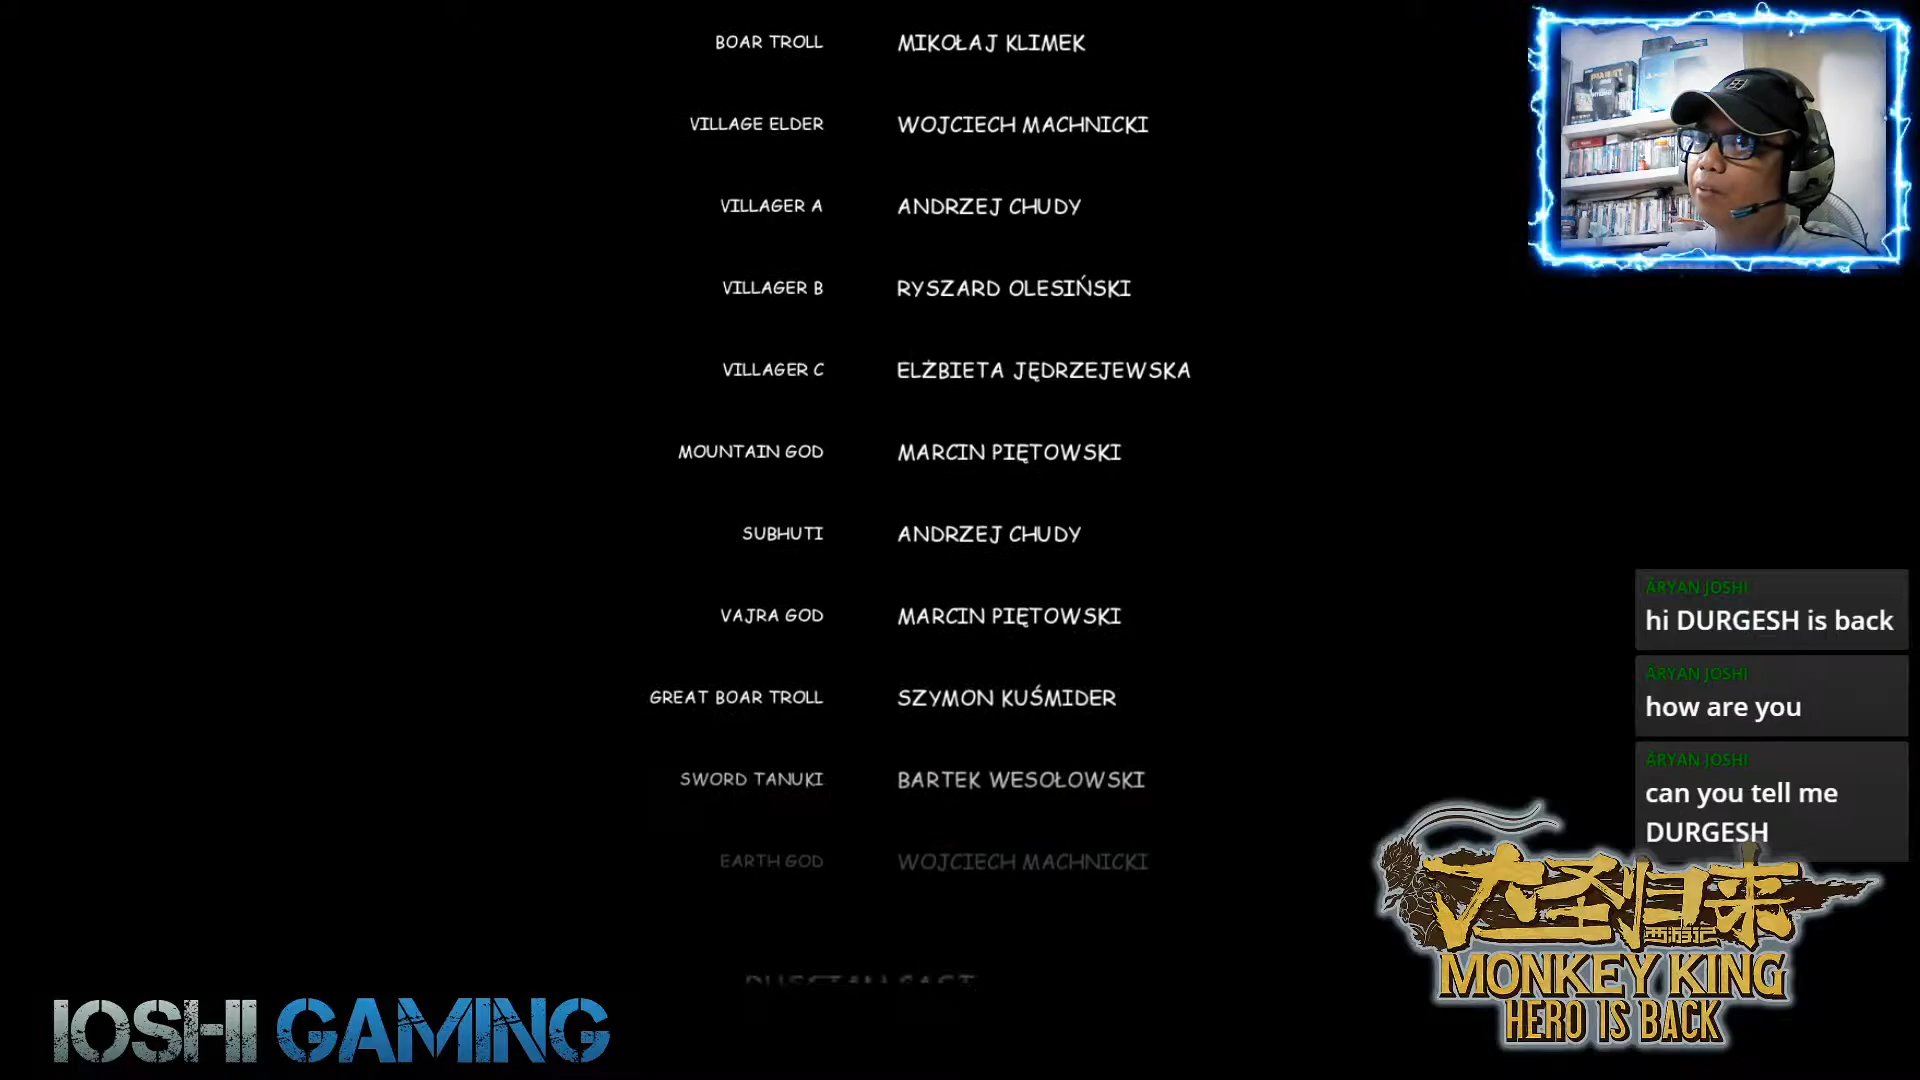 BOAR TROLL MIKOŁAJ KLIMEK
VILLAGE ELDER WOJCIECH MACHNICKI
VILLAGER A ANDRZEJ CHUDY
VILLAGER B RYSZARD OLESIŃSKI
VILLAGER C ELŻBIETA JĘDRZEJEWSKA
MOUNTAIN GOD MARCIN PIĘTOWSKI
SUBHUTI ANDRZEJ CHUDY
VAJRA GOD MARCIN PIĘTOWSKI
GREAT BOAR TROLL SZYMON KUŚMIDER
SWORD TANUKI BARTEK WESOŁOWSKI
EARTH GOD WOJCIECH MACHNICKI
ARYAN JOSHI
hi DURGESH is back
ARYAN JOSHI
how are you
ARYAN JOSHI
can you tell me
DURGESH
大圣归来
西游记
MONKEY KING
HERO IS BACK
IOSHI GAMING